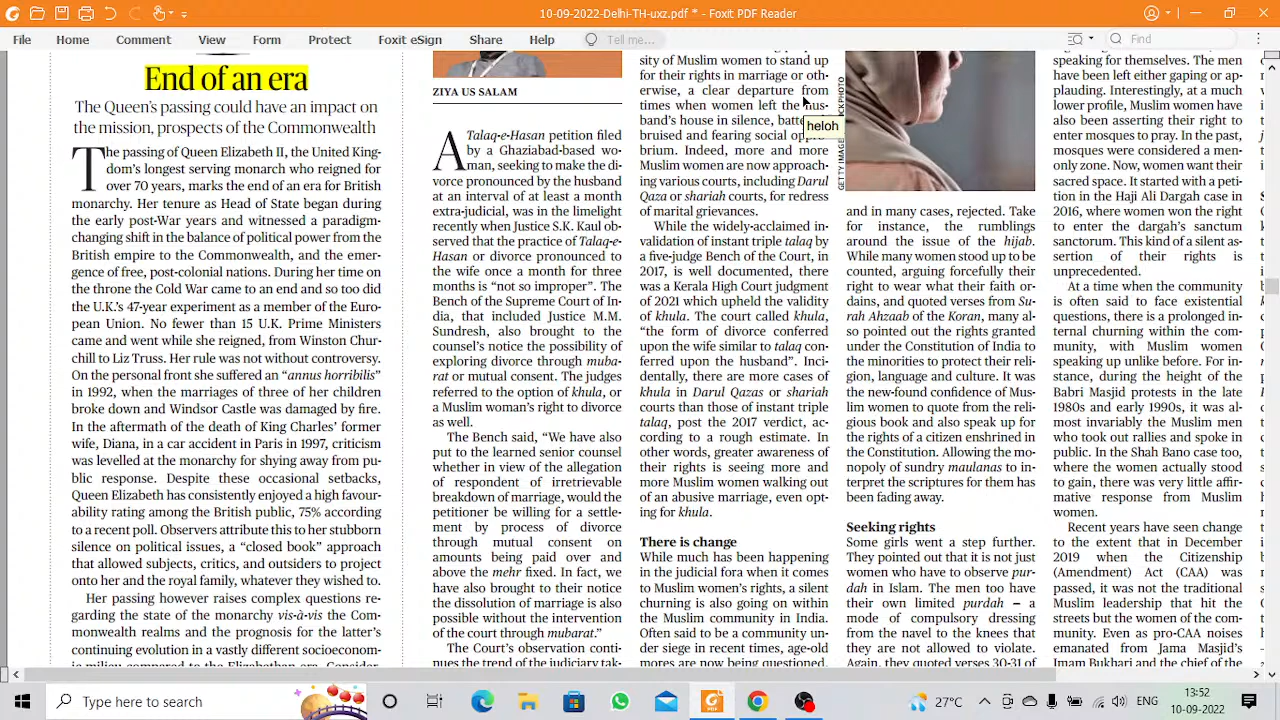 10-09-2022-Delhi-TH-uxz.pdf * - Foxit PDF Reader
File Home Comment View Form Protect Foxit eSign Share Help Tell me... Find
End of an era
The Queen's passing could have an impact on
the mission, prospects of the Commonwealth
The passing of Queen Elizabeth II, the United King-
dom's longest serving monarch who reigned for
over 70 years, marks the end of an era for British
monarchy. Her tenure as Head of State began during
the early post-War years and witnessed a paradigm-
changing shift in the balance of political power from the
British empire to the Commonwealth, and the emer-
gence of free, post-colonial nations. During her time on
the throne the Cold War came to an end and so too did
the U.K.'s 47-year experiment as a member of the Euro-
pean Union. No fewer than 15 U.K. Prime Ministers
came and went while she reigned, from Winston Chur-
chill to Liz Truss. Her rule was not without controversy.
On the personal front she suffered an “annus horribilis”
in 1992, when the marriages of three of her children
broke down and Windsor Castle was damaged by fire.
In the aftermath of the death of King Charles' former
wife, Diana, in a car accident in Paris in 1997, criticism
was levelled at the monarchy for shying away from pu-
blic response. Despite these occasional setbacks,
Queen Elizabeth has consistently enjoyed a high favour-
ability rating among the British public, 75% according
to a recent poll. Observers attribute this to her stubborn
silence on political issues, a “closed book” approach
that allowed subjects, critics, and outsiders to project
onto her and the royal family, whatever they wished to.
Her passing however raises complex questions re-
garding the state of the monarchy vis-à-vis the Com-
monwealth realms and the prognosis for the latter's
continuing evolution in a vastly different socioeconom-
ic milieu compared to the Elizabethan era. Consider
ZIYA US SALAM
A Talaq-e-Hasan petition filed
by a Ghaziabad-based wo-
man, seeking to make the di-
vorce pronounced by the husband
at an interval of at least a month
extra-judicial, was in the limelight
recently when Justice S.K. Kaul ob-
served that the practice of Talaq-e-
Hasan or divorce pronounced to
the wife once a month for three
months is “not so improper”. The
Bench of the Supreme Court of In-
dia, that included Justice M.M.
Sundresh, also brought to the
counsel's notice the possibility of
exploring divorce through muba-
rat or mutual consent. The judges
referred to the option of khula, or
a Muslim woman's right to divorce
as well.
The Bench said, “We have also
put to the learned senior counsel
whether in view of the allegation
of respondent of irretrievable
breakdown of marriage, would the
petitioner be willing for a settle-
ment by process of divorce
through mutual consent on
amounts being paid over and
above the mehr fixed. In fact, we
have also brought to their notice
the dissolution of marriage is also
possible without the intervention
of the court through mubarat.”
The Court's observation conti-
nues the trend of the judiciary tak-
sity of Muslim women to stand up
for their rights in marriage or oth-
erwise, a clear departure from
times when women left the hus-
band's house in silence,
bruised and fearing social
brium. Indeed, more and more
Muslim women are now approach-
ing various courts, including Darul
Qaza or shariah courts, for redress
of marital grievances.
While the widely-acclaimed in-
validation of instant triple talaq by
a five-judge Bench of the Court, in
2017, is well documented, there
was a Kerala High Court judgment
of 2021 which upheld the validity
of khula. The court called khula,
“the form of divorce conferred
upon the wife similar to talaq con-
ferred upon the husband”. Inci-
dentally, there are more cases of
khula in Darul Qazas or shariah
courts than those of instant triple
talaq, post the 2017 verdict, ac-
cording to a rough estimate. In
other words, greater awareness of
their rights is seeing more and
more Muslim women walking out
of an abusive marriage, even opt-
ing for khula.
There is change
While much has been happening
in the judicial fora when it comes
to Muslim women's rights, a silent
churning is also going on within
the Muslim community in India.
Often said to be a community un-
der siege in recent times, age-old
mores are now being questioned,
heloh
and in many cases, rejected. Take
for instance, the rumblings
around the issue of the hijab.
While many women stood up to be
counted, arguing forcefully their
right to wear what their faith or-
dains, and quoted verses from Su-
rah Ahzaab of the Koran, many al-
so pointed out the rights granted
under the Constitution of India to
the minorities to protect their reli-
gion, language and culture. It was
the new-found confidence of Mus-
lim women to quote from the reli-
gious book and also speak up for
the rights of a citizen enshrined in
the Constitution. Allowing the mo-
nopoly of sundry maulanas to in-
terpret the scriptures for them has
been fading away.
Seeking rights
Some girls went a step further.
They pointed out that it is not just
women who have to observe pur-
dah in Islam. The men too have
their own limited purdah – a
mode of compulsory dressing
from the navel to the knees that
they are not allowed to violate.
Again, they quoted verses 30-31 of
speaking for themselves. The men
have been left either gaping or ap-
plauding. Interestingly, at a much
lower profile, Muslim women have
also been asserting their right to
enter mosques to pray. In the past,
mosques were considered a men-
only zone. Now, women want their
sacred space. It started with a peti-
tion in the Haji Ali Dargah case in
2016, where women won the right
to enter the dargah's sanctum
sanctorum. This kind of a silent as-
sertion of their rights is
unprecedented.
At a time when the community
is often said to face existential
questions, there is a prolonged in-
ternal churning within the com-
munity, with Muslim women
speaking up unlike before. For in-
stance, during the height of the
Babri Masjid protests in the late
1980s and early 1990s, it was al-
most invariably the Muslim men
who took out rallies and spoke in
public. In the Shah Bano case too,
where the women actually stood
to gain, there was very little affir-
mative response from Muslim
women.
Recent years have seen change
to the extent that in December
2019 when the Citizenship
(Amendment) Act (CAA) was
passed, it was not the traditional
Muslim leadership that hit the
streets but the women of the com-
munity. Even as pro-CAA noises
emanated from Jama Masjid's
Imam Bukhari and the chief of the
Type here to search
27°C ENG 13:52
10-09-2022